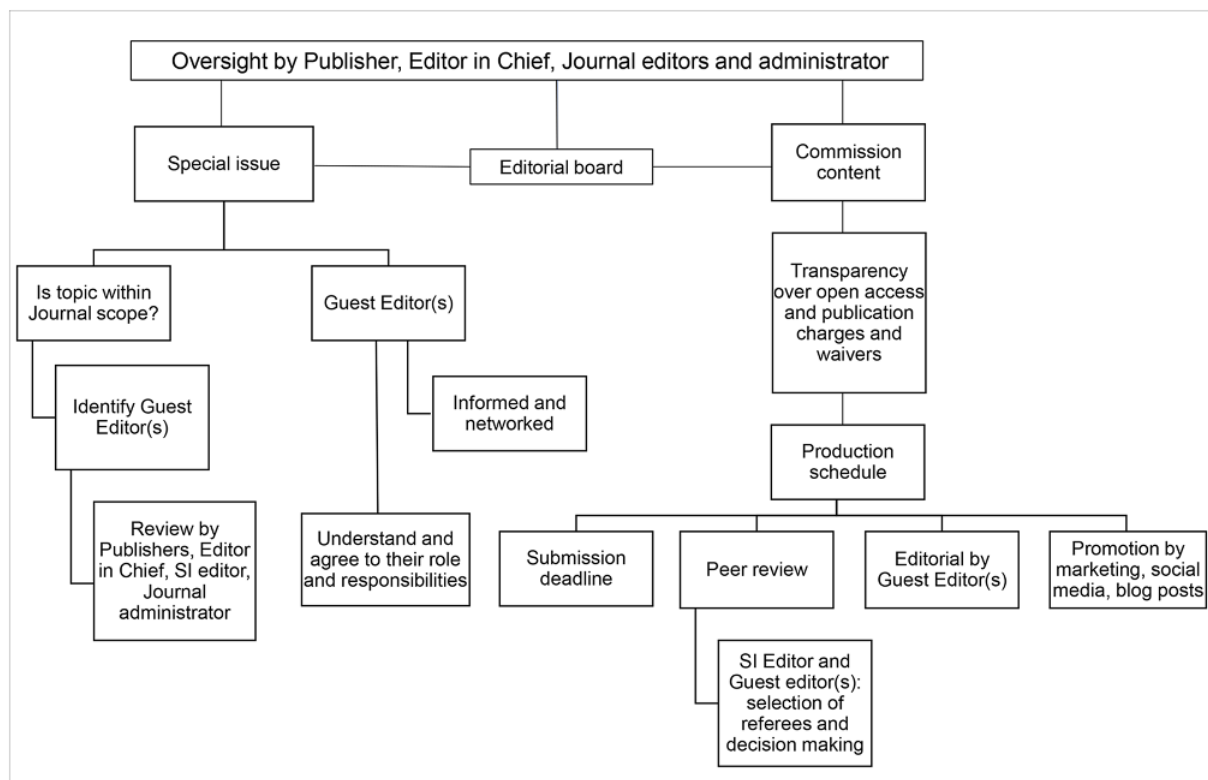 Oversight by Publisher, Editor in Chief, Journal editors and administrator
Special issue
Editorial board
Commission
content
Is topic within
Journal scope?
Guest Editor(s)
Transparency
over open access
and publication
charges and
waivers
Identify Guest
Editor(s)
Informed and
networked
Production
schedule
Review by
Publishers, Editor
in Chief, SI editor,
Journal
administrator
Understand and
agree to their role
and responsibilities
Submission
deadline
Peer review
Editorial by
Guest Editor(s)
Promotion by
marketing, social
media, blog posts
SI Editor and
Guest editor(s):
selection of
referees and
decision making